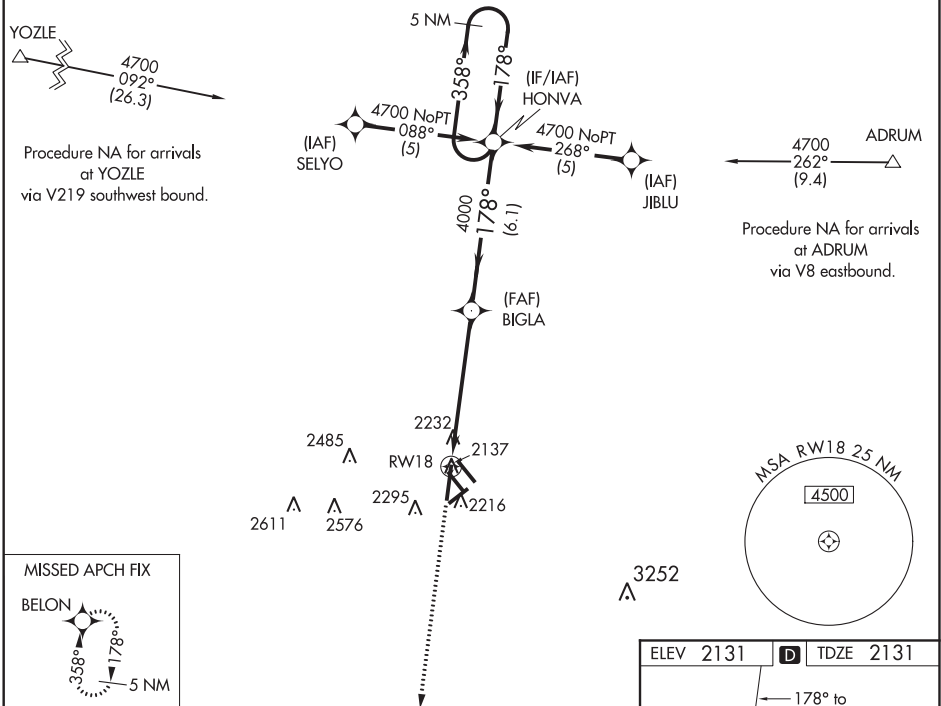 YOZLE
4700
092°
(26.3)
Procedure NA for arrivals
at YOZLE
via V219 southwest bound.
5 NM
358°
178°
(IF/IAF)
HONVA
4700 NoPT
088°
(5)
(IAF)
SELYO
4700 NoPT
268°
(5)
(IAF)
JIBLU
4700
262°
(9.4)
ADRUM
Procedure NA for arrivals
at ADRUM
via V8 eastbound.
4000
178°
(6.1)
(FAF)
BIGLA
2232
2137
RW18
2485
2295
2216
2611
2576
3252
MSA RW18 25 NM
4500
MISSED APCH FIX
BELON
358°
178°
5 NM
ELEV 2131 D TDZE 2131
178° to